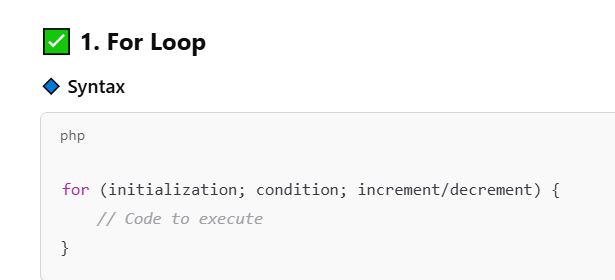 ✅ 1. For Loop
🔷 Syntax
php
for (initialization; condition; increment/decrement) {
    // Code to execute
}